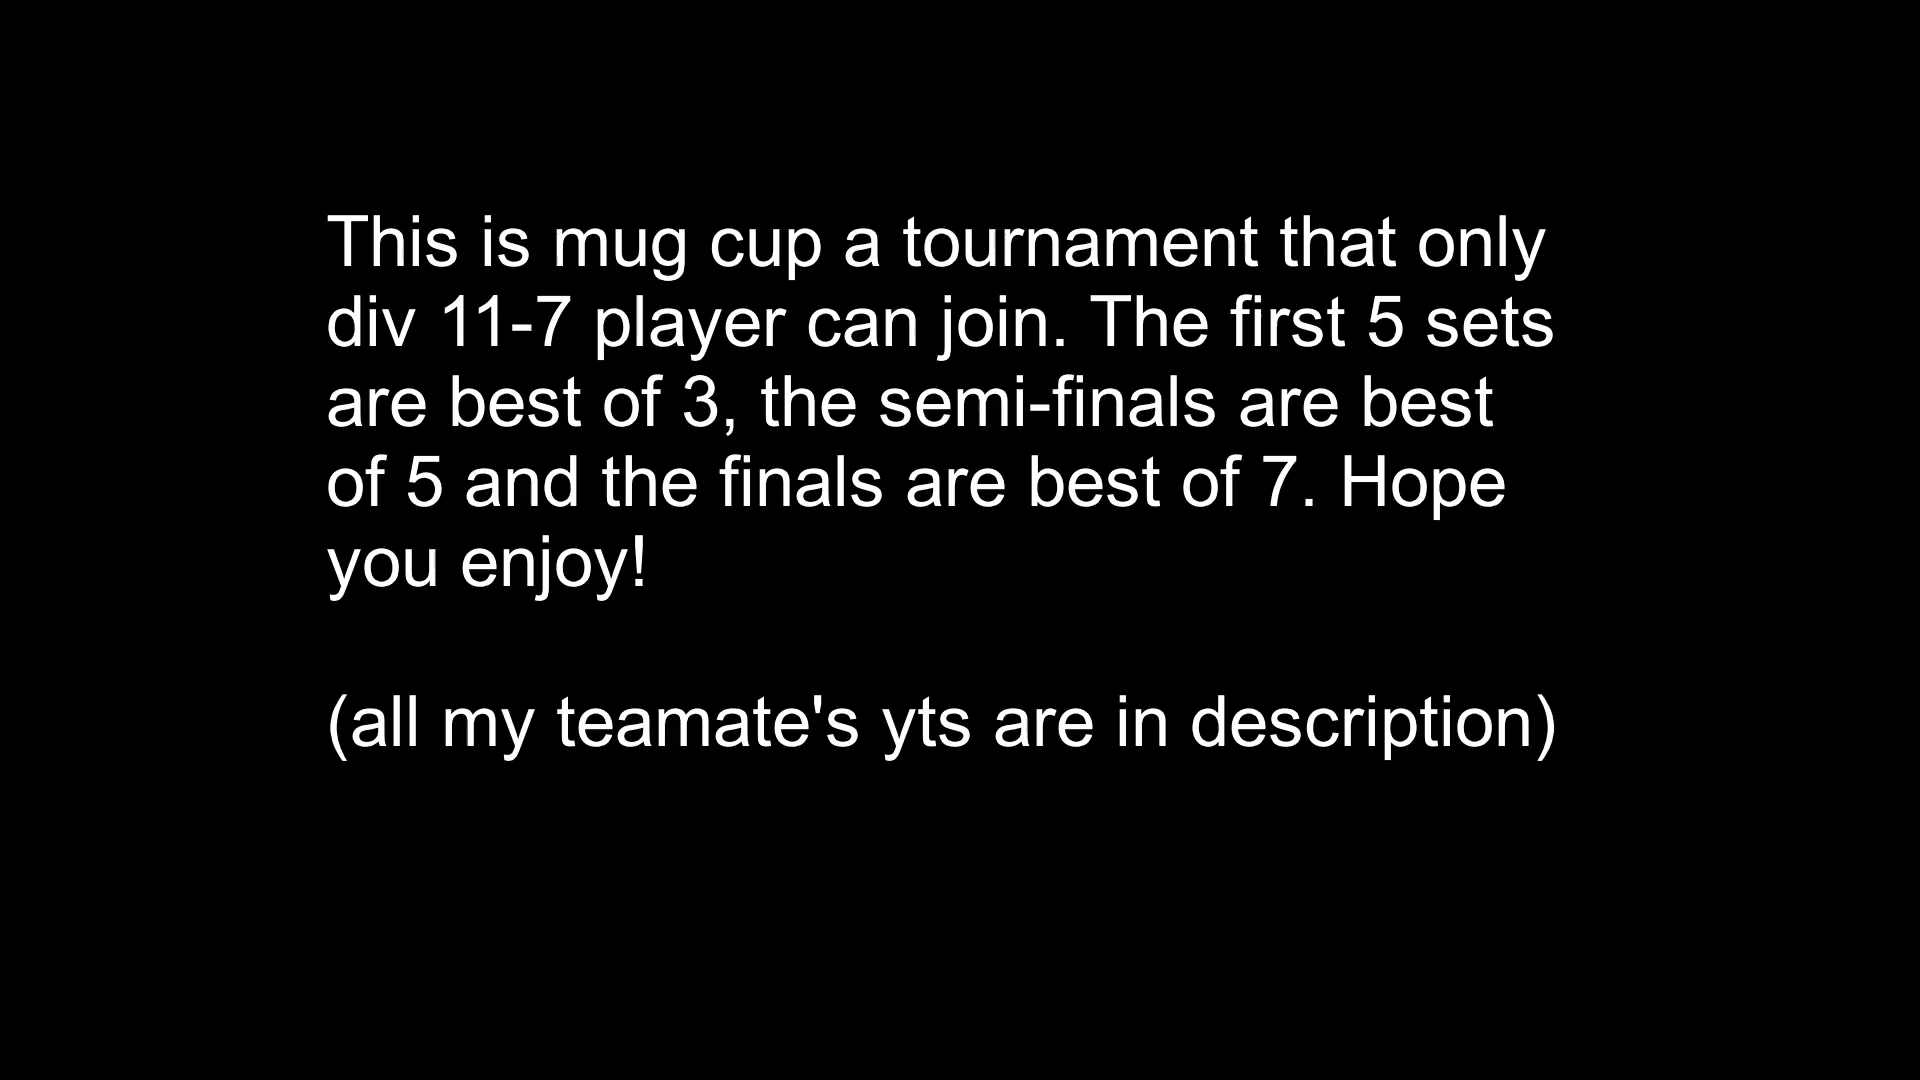 This is mug cup a tournament that only
div 11-7 player can join. The first 5 sets
are best of 3, the semi-finals are best
of 5 and the finals are best of 7. Hope
you enjoy!
(all my teamate's yts are in description)